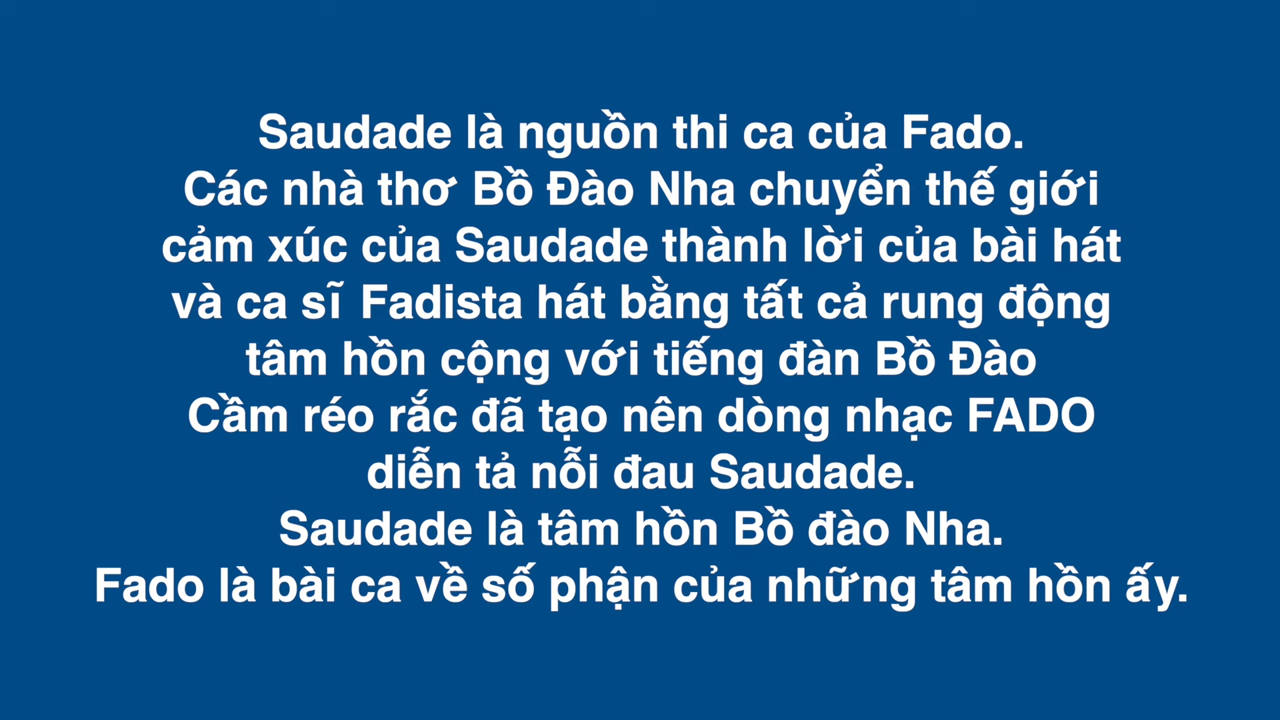 Saudade là nguồn thi ca của Fado.
Các nhà thơ Bồ Đào Nha chuyển thế giới
cảm xúc của Saudade thành lời của bài hát
và ca sĩ Fadista hát bằng tất cả rung động
tâm hồn cộng với tiếng đàn Bồ Đào
Cầm réo rắc đã tạo nên dòng nhạc FADO
diễn tả nỗi đau Saudade.
Saudade là tâm hồn Bồ đào Nha.
Fado là bài ca về số phận của những tâm hồn ấy.